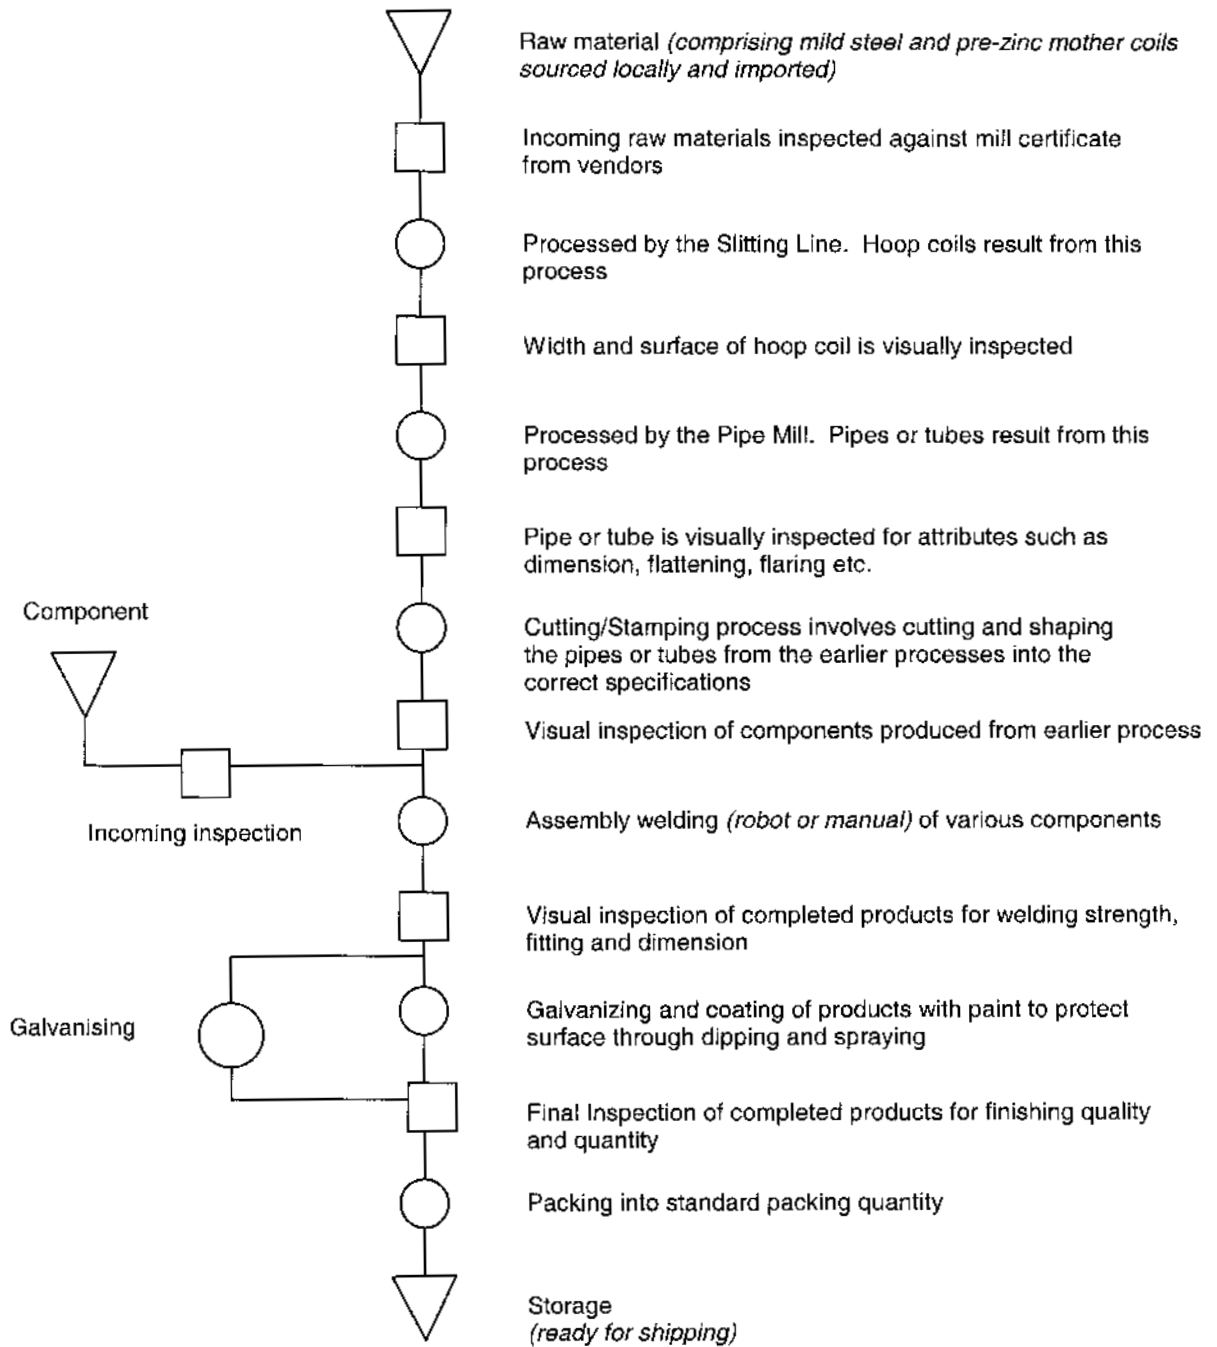 Raw material (comprising mild steel and pre-zinc mother coils
sourced locally and imported)
Incoming raw materials inspected against mill certificate
from vendors
Processed by the Slitting Line. Hoop coils result from this
process
Width and surface of hoop coil is visually inspected
Processed by the Pipe Mill. Pipes or tubes result from this
process
Pipe or tube is visually inspected for attributes such as
dimension, flattening, flaring etc.
Component
Cutting/Stamping process involves cutting and shaping
the pipes or tubes from the earlier processes into the
correct specifications
Visual inspection of components produced from earlier process
Incoming inspection
Assembly welding (robot or manual) of various components
Visual inspection of completed products for welding strength,
fitting and dimension
Galvanising
Galvanizing and coating of products with paint to protect
surface through dipping and spraying
Final Inspection of completed products for finishing quality
and quantity
Packing into standard packing quantity
Storage
(ready for shipping)